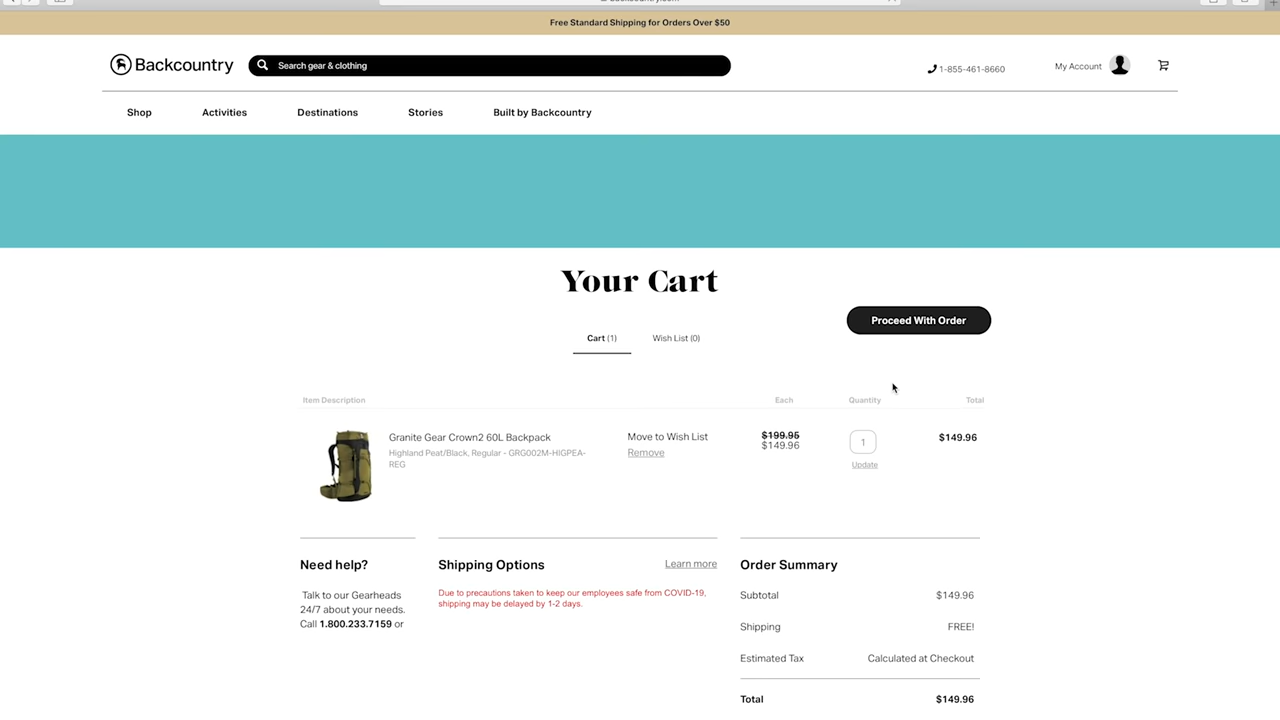 Free Standard Shipping for Orders Over $50
Backcountry
Search gear & clothing
1-855-461-8660
My Account
Shop
Activities
Destinations
Stories
Built by Backcountry
Your Cart
Proceed With Order
Cart (1)
Wish List (0)
Item Description
Each
Quantity
Total
Granite Gear Crown2 60L Backpack
Highland Peat/Black, Regular - GRG002M-HIGPEA-
REG
Move to Wish List
Remove
$199.95
$149.96
1
Update
$149.96
Need help?
Talk to our Gearheads
24/7 about your needs.
Call 1.800.233.7159 or
Shipping Options
Learn more
Due to precautions taken to keep our employees safe from COVID-19,
shipping may be delayed by 1-2 days.
Order Summary
Subtotal $149.96
Shipping FREE!
Estimated Tax Calculated at Checkout
Total $149.96